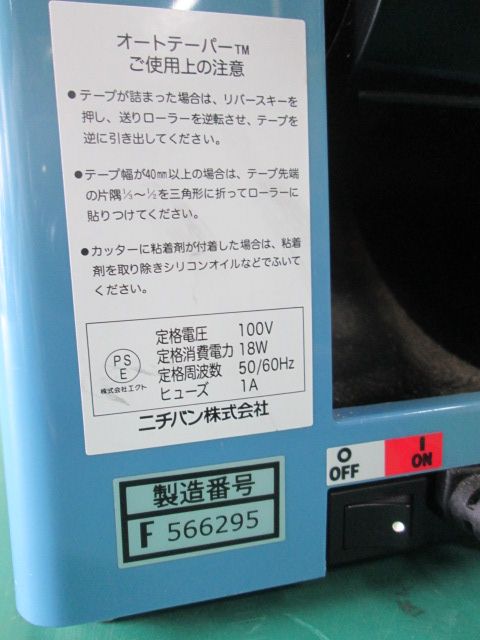 オートテーパー™
ご使用上の注意
●テープが詰まった場合は、リバースキーを
押し、送りローラーを逆転させ、テープを
逆に引き出してください。
●テープ幅が40㎜以上の場合は、テープ先端
の片隅⅓～½を三角形に折ってローラーに
貼りつけてください。
●カッターに粘着剤が付着した場合は、粘着
剤を取り除きシリコンオイルなどでふいて
ください。
PS
E
株式会社エクト
定格電圧 100V
定格消費電力 18W
定格周波数 50/60Hz
ヒューズ 1A
ニチバン株式会社
製造番号
F 566295
O
OFF
I
ON